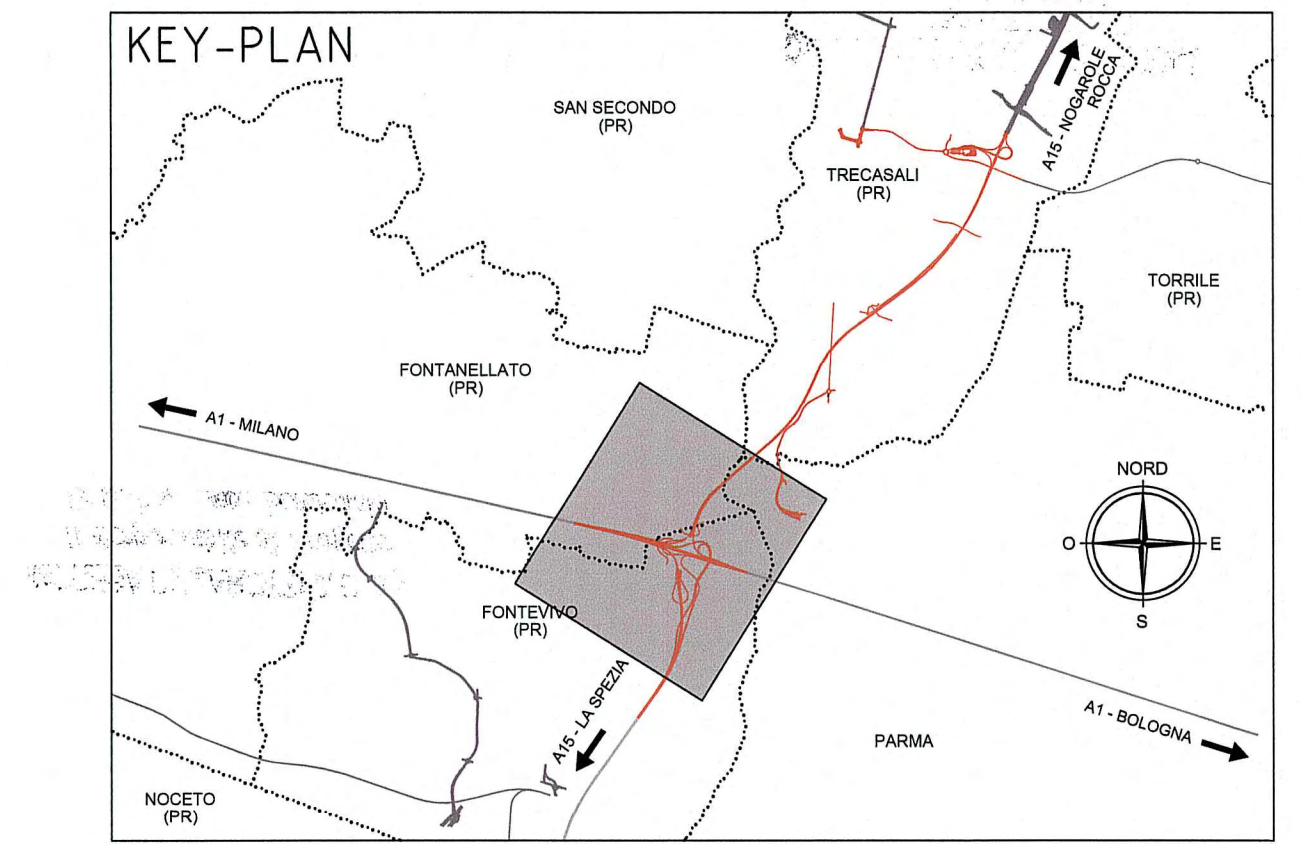 KEY-PLAN
SAN SECONDO
(PR)
A15 - NOGAROLE
ROCCA
TRECASALI
(PR)
TORRILE
(PR)
FONTANELLATO
(PR)
A1 - MILANO
NORD
O
E
S
FONTEVIVO
(PR)
A15 - LA SPEZIA
A1 - BOLOGNA
PARMA
NOCETO
(PR)